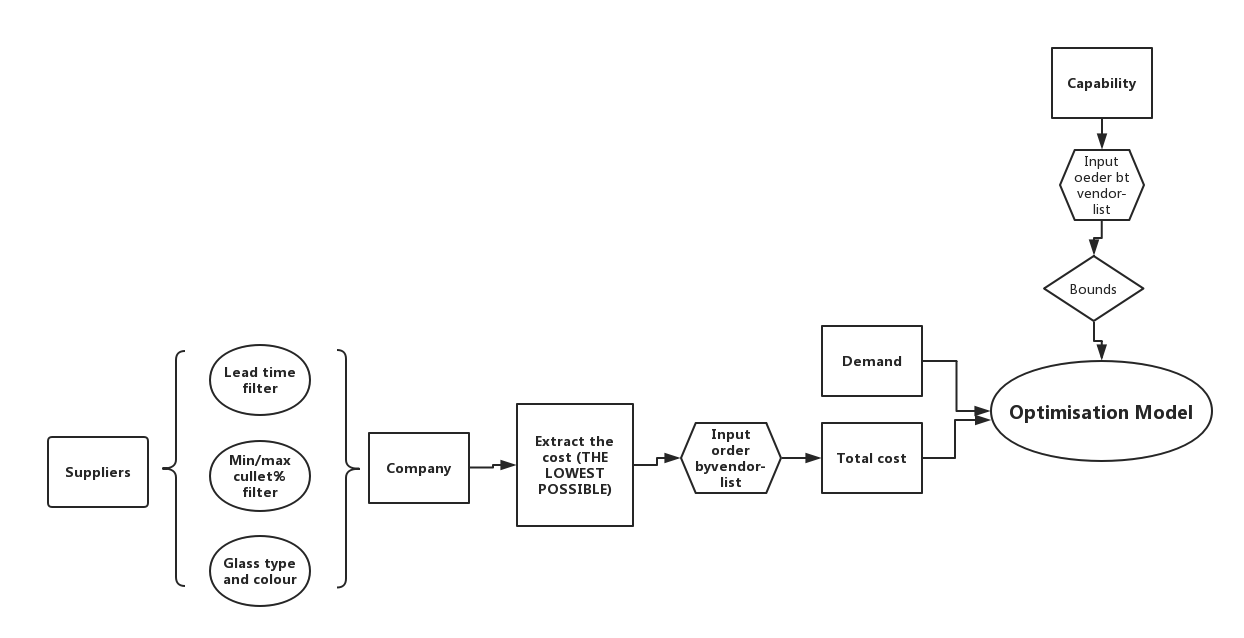 Capability
Input
oeder bt
vendor-
list
Bounds
Demand
Optimisation Model
Lead time
filter
Suppliers
Min/max
cullet%
filter
Glass type
and colour
Company
Extract the
cost (THE
LOWEST
POSSIBLE)
Input
order
byvendor-
list
Total cost